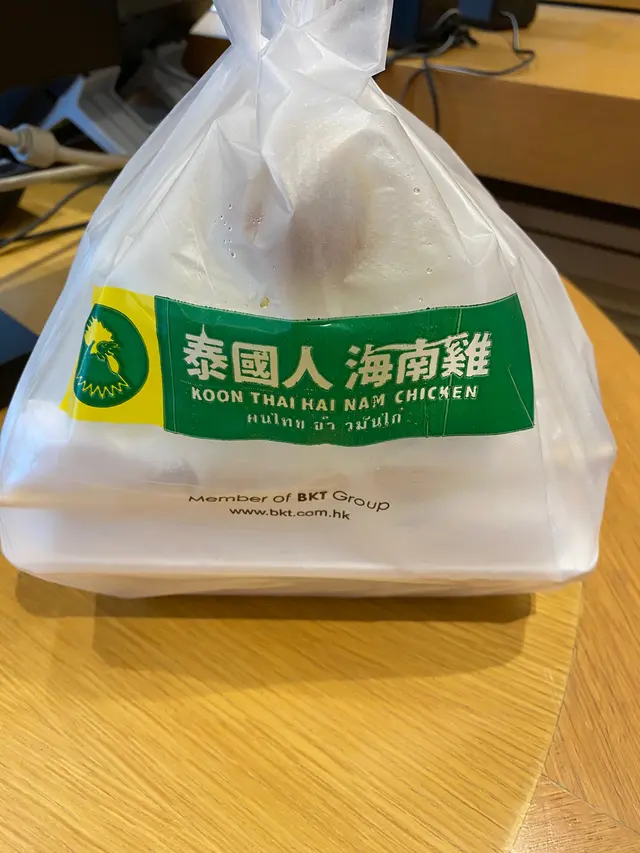 泰國人 海南雞
KOON THAI HAI NAM CHICKEN
คนไทย
Member of BKT Group
www.bkt.com.hk